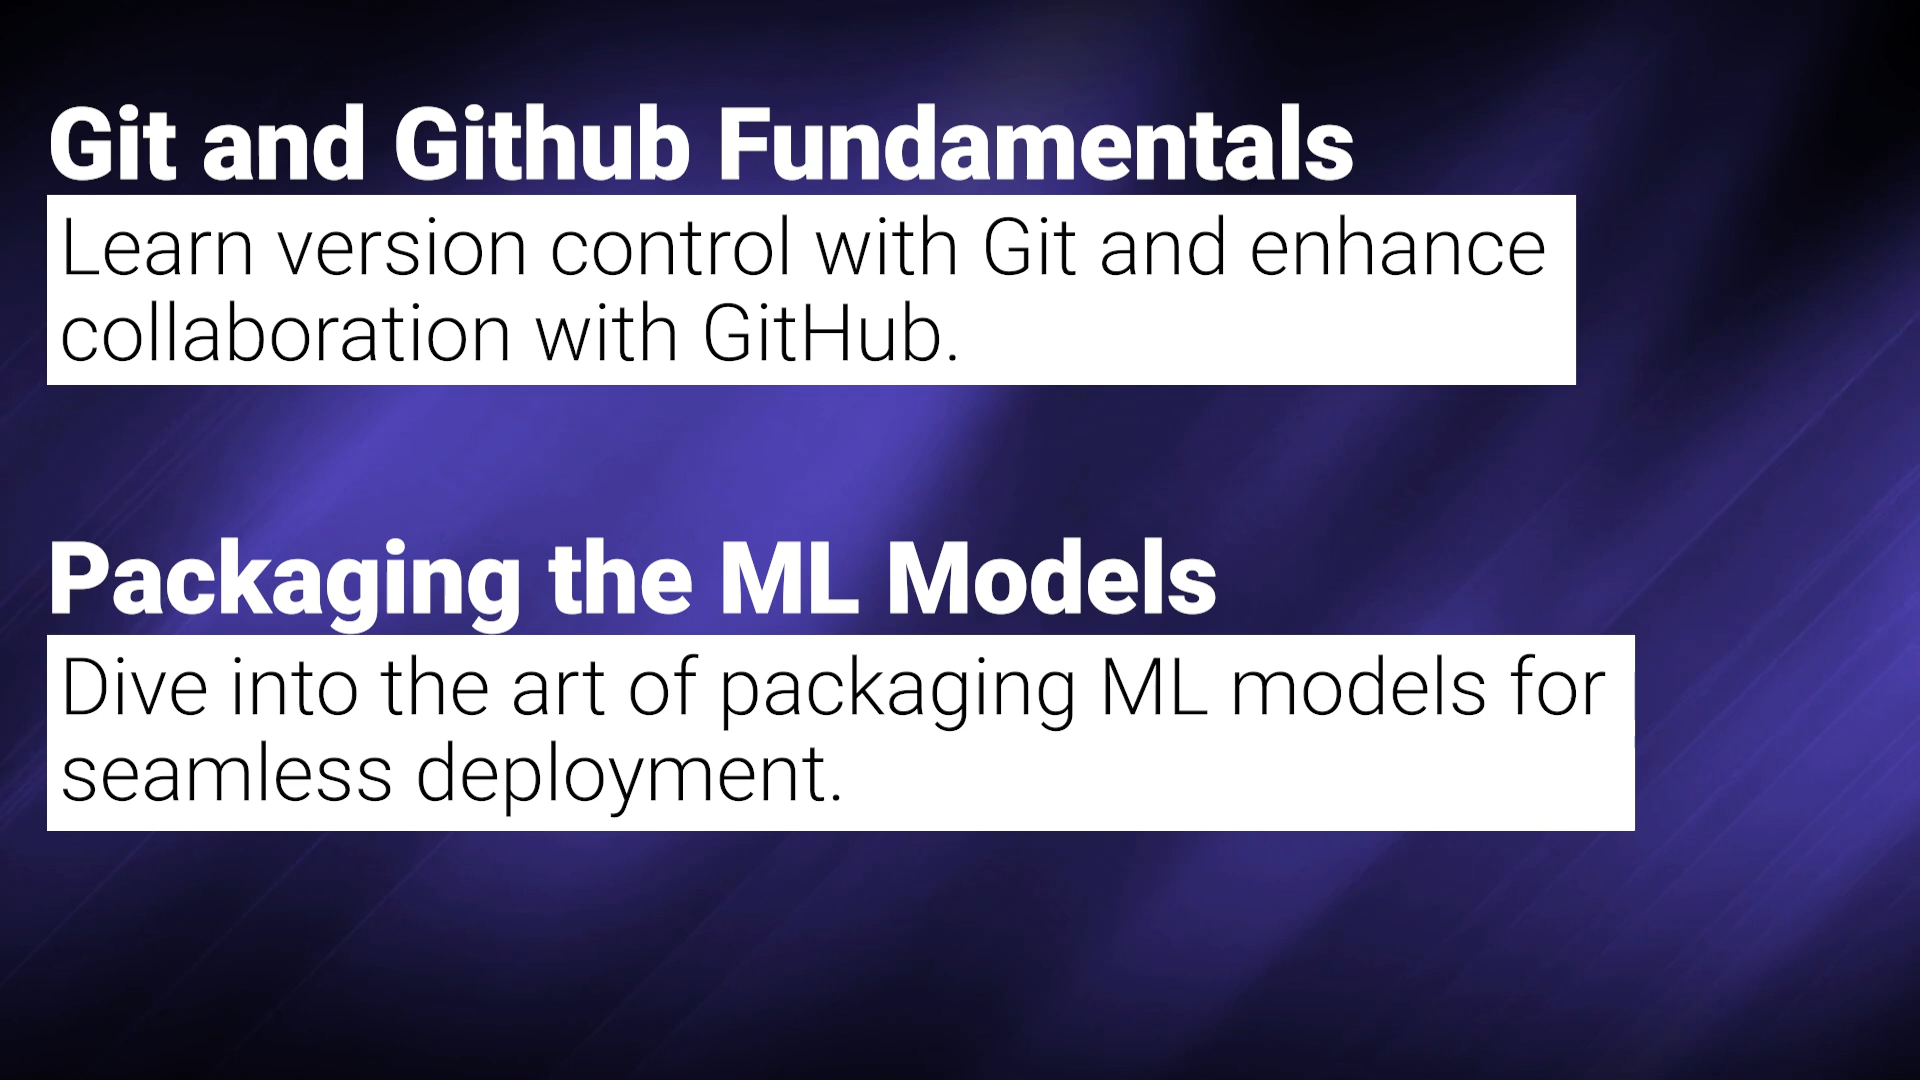 Git and Github Fundamentals
Learn version control with Git and enhance
collaboration with GitHub.
Packaging the ML Models
Dive into the art of packaging ML models for
seamless deployment.